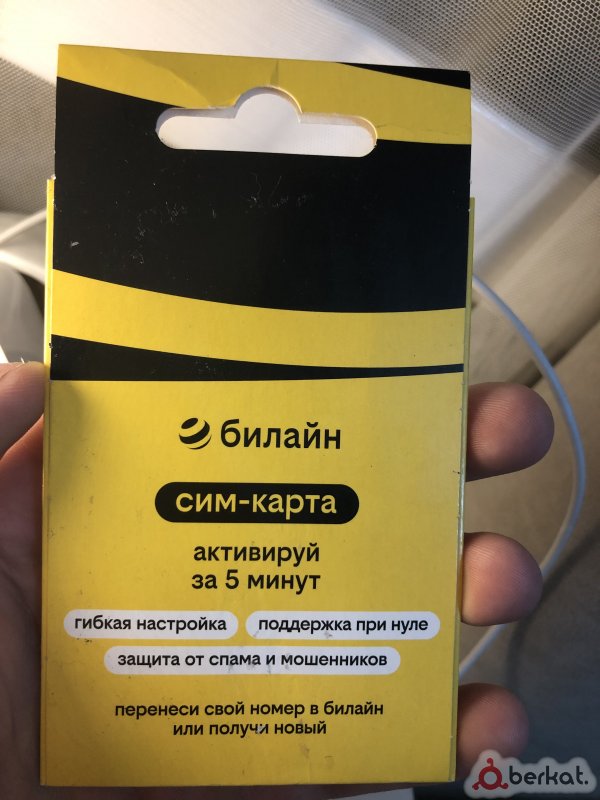 билайн
сим-карта
активируй
за 5 минут
гибкая настройка поддержка при нуле
защита от спама и мошенников
перенеси свой номер в билайн
или получи новый
berkat.